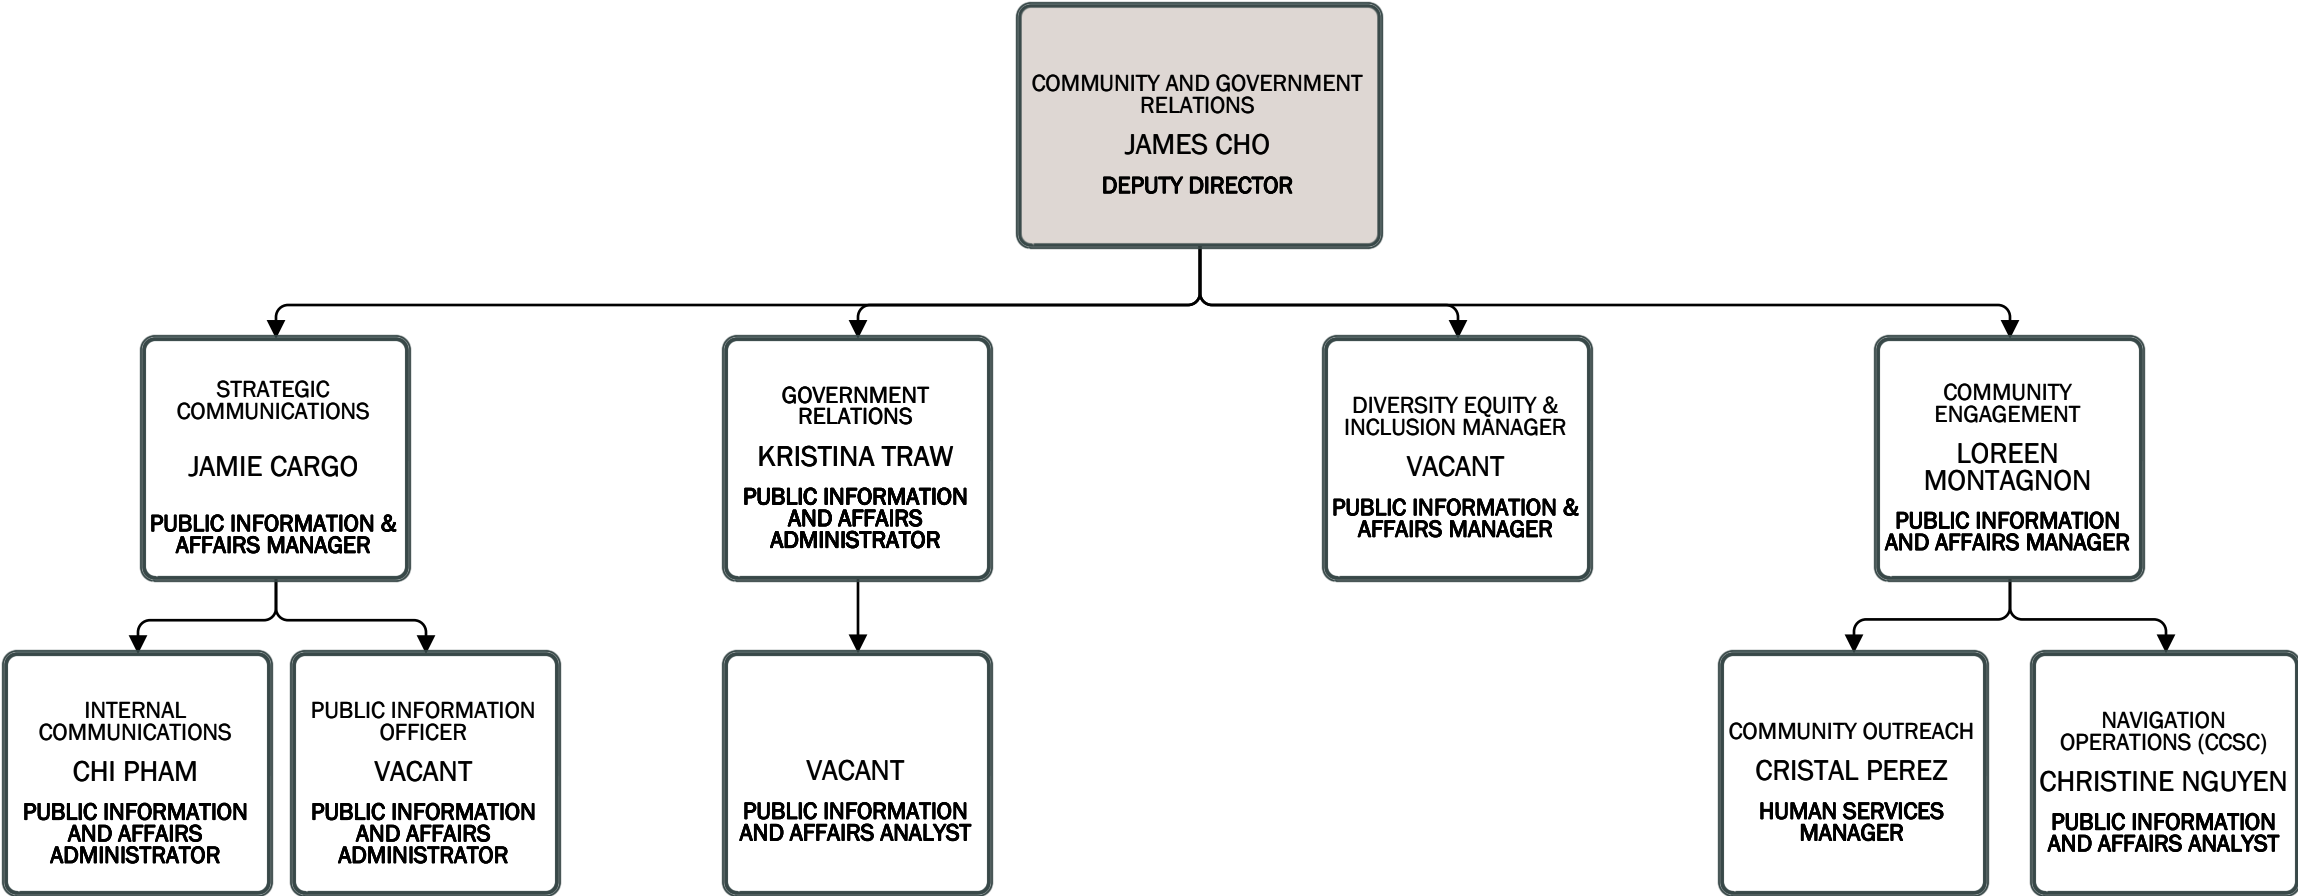 COMMUNITY AND GOVERNMENT
RELATIONS
JAMES CHO
DEPUTY DIRECTOR
STRATEGIC
COMMUNICATIONS
JAMIE CARGO
PUBLIC INFORMATION &
AFFAIRS MANAGER
GOVERNMENT
RELATIONS
KRISTINA TRAW
PUBLIC INFORMATION
AND AFFAIRS
ADMINISTRATOR
DIVERSITY EQUITY &
INCLUSION MANAGER
VACANT
PUBLIC INFORMATION &
AFFAIRS MANAGER
COMMUNITY
ENGAGEMENT
LOREEN
MONTAGNON
PUBLIC INFORMATION
AND AFFAIRS MANAGER
INTERNAL
COMMUNICATIONS
CHI PHAM
PUBLIC INFORMATION
AND AFFAIRS
ADMINISTRATOR
PUBLIC INFORMATION
OFFICER
VACANT
PUBLIC INFORMATION
AND AFFAIRS
ADMINISTRATOR
VACANT
PUBLIC INFORMATION
AND AFFAIRS ANALYST
COMMUNITY OUTREACH
CRISTAL PEREZ
HUMAN SERVICES
MANAGER
NAVIGATION
OPERATIONS (CCSC)
CHRISTINE NGUYEN
PUBLIC INFORMATION
AND AFFAIRS ANALYST